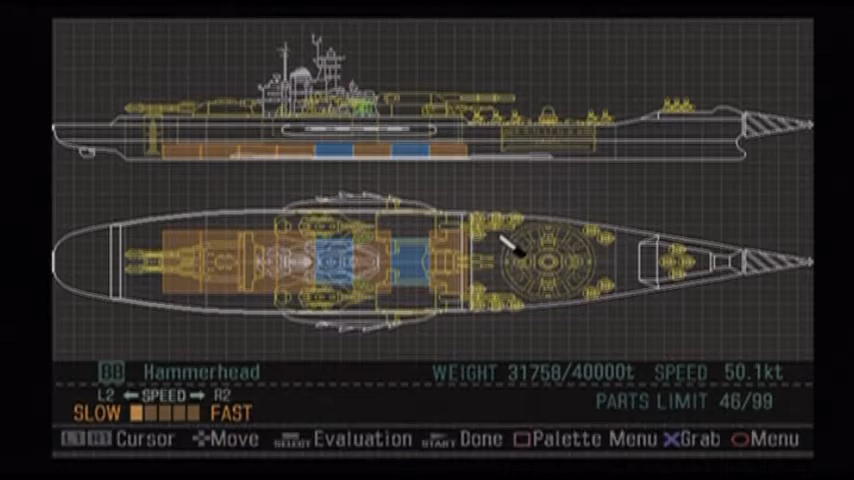 BB Hammerhead WEIGHT 31758/40000t SPEED 50.1kt
L2 ←SPEED→ R2
SLOW FAST PARTS LIMIT 46/99
L1 R1 Cursor Move SELECT Evaluation START Done Palette Menu Grab Menu